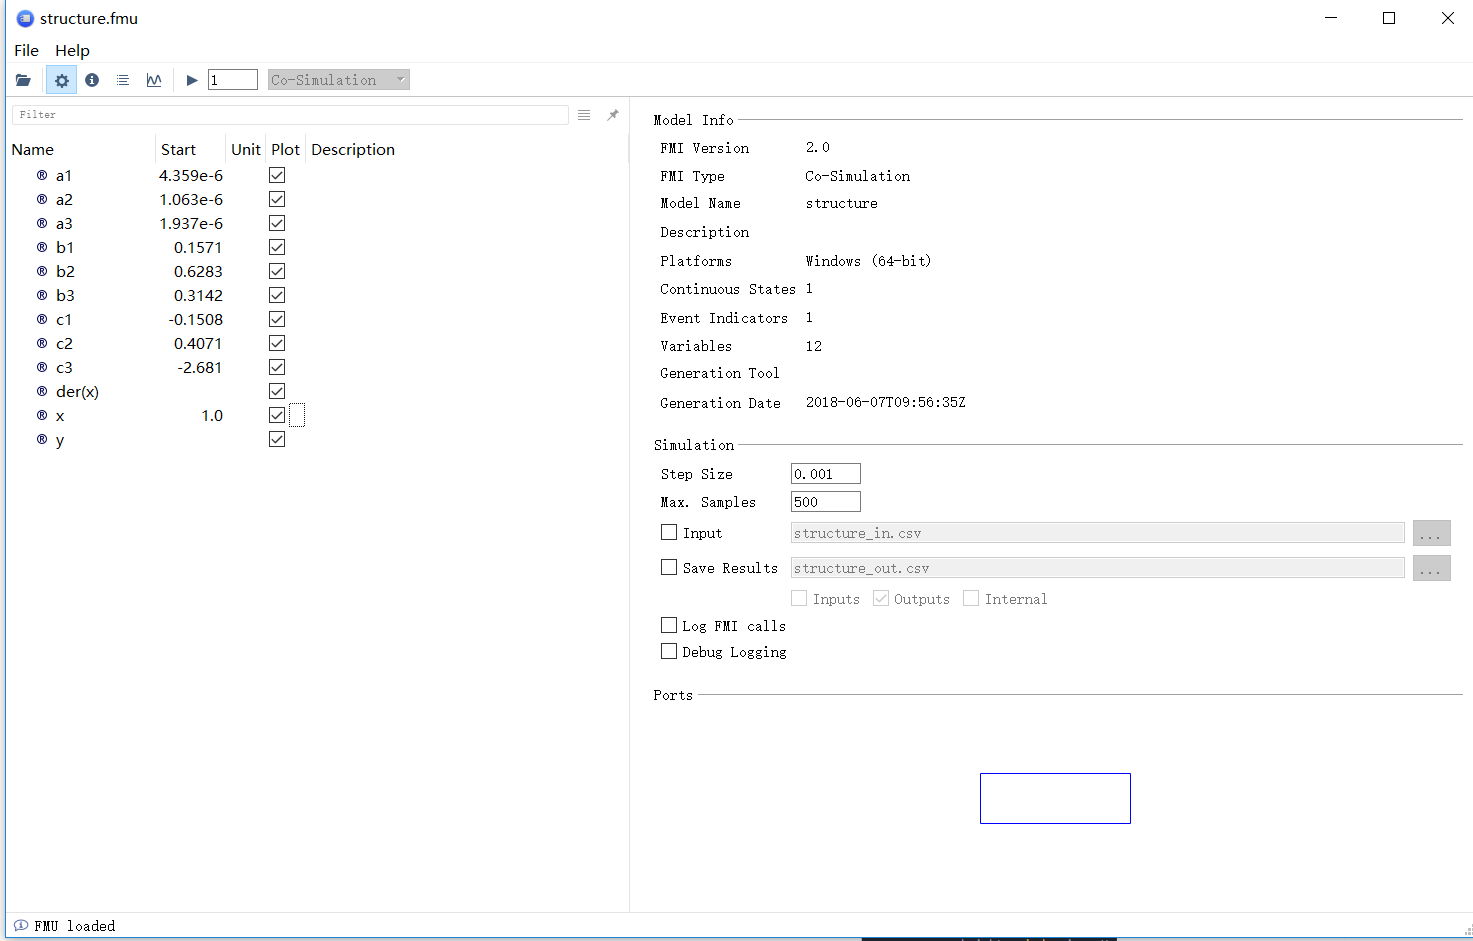 structure.fmu
File Help
1 Co-Simulation
Filter
Name Start Unit Plot Description
a1 4.359e-6
a2 1.063e-6
a3 1.937e-6
b1 0.1571
b2 0.6283
b3 0.3142
c1 -0.1508
c2 0.4071
c3 -2.681
der(x)
x 1.0
y
Model Info
FMI Version 2.0
FMI Type Co-Simulation
Model Name structure
Description
Platforms Windows (64-bit)
Continuous States 1
Event Indicators 1
Variables 12
Generation Tool
Generation Date 2018-06-07T09:56:35Z
Simulation
Step Size 0.001
Max. Samples 500
Input structure_in.csv ...
Save Results structure_out.csv ...
Inputs Outputs Internal
Log FMI calls
Debug Logging
Ports
FMU loaded